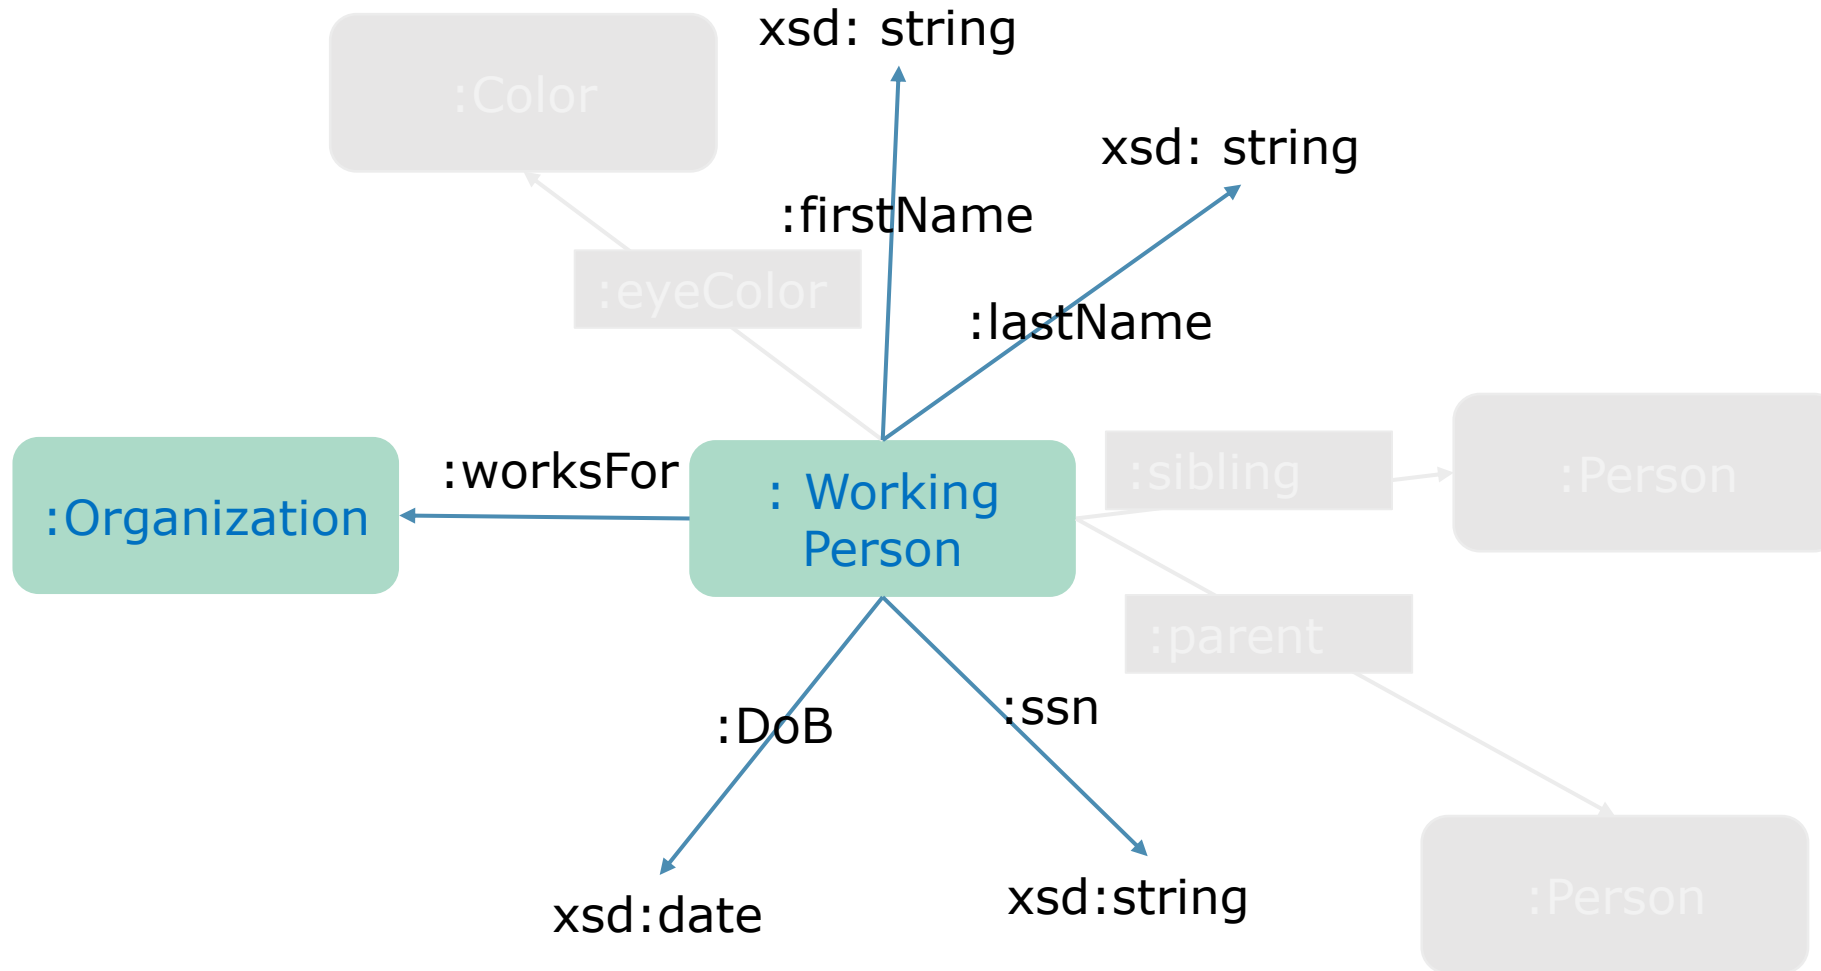 xsd: string
:Color
xsd: string
:firstName
:eyeColor
:lastName
:worksFor
:sibling
:Person
: Working
Person
:Organization
:parent
:ssn
:DoB
xsd:string
:Person
xsd:date